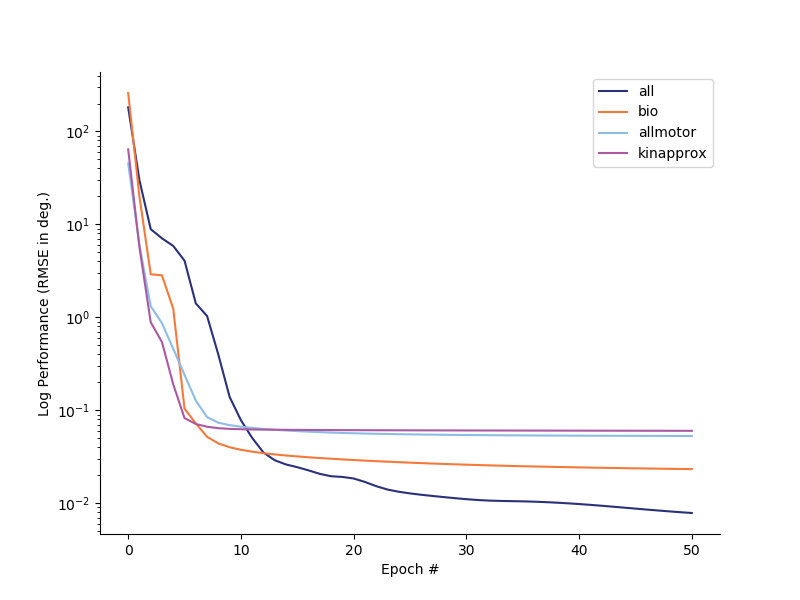 all
bio
allmotor
kinapprox
Log Performance (RMSE in deg.)
10²
10¹
10⁰
10⁻¹
10⁻²
0 10 20 30 40 50
Epoch #